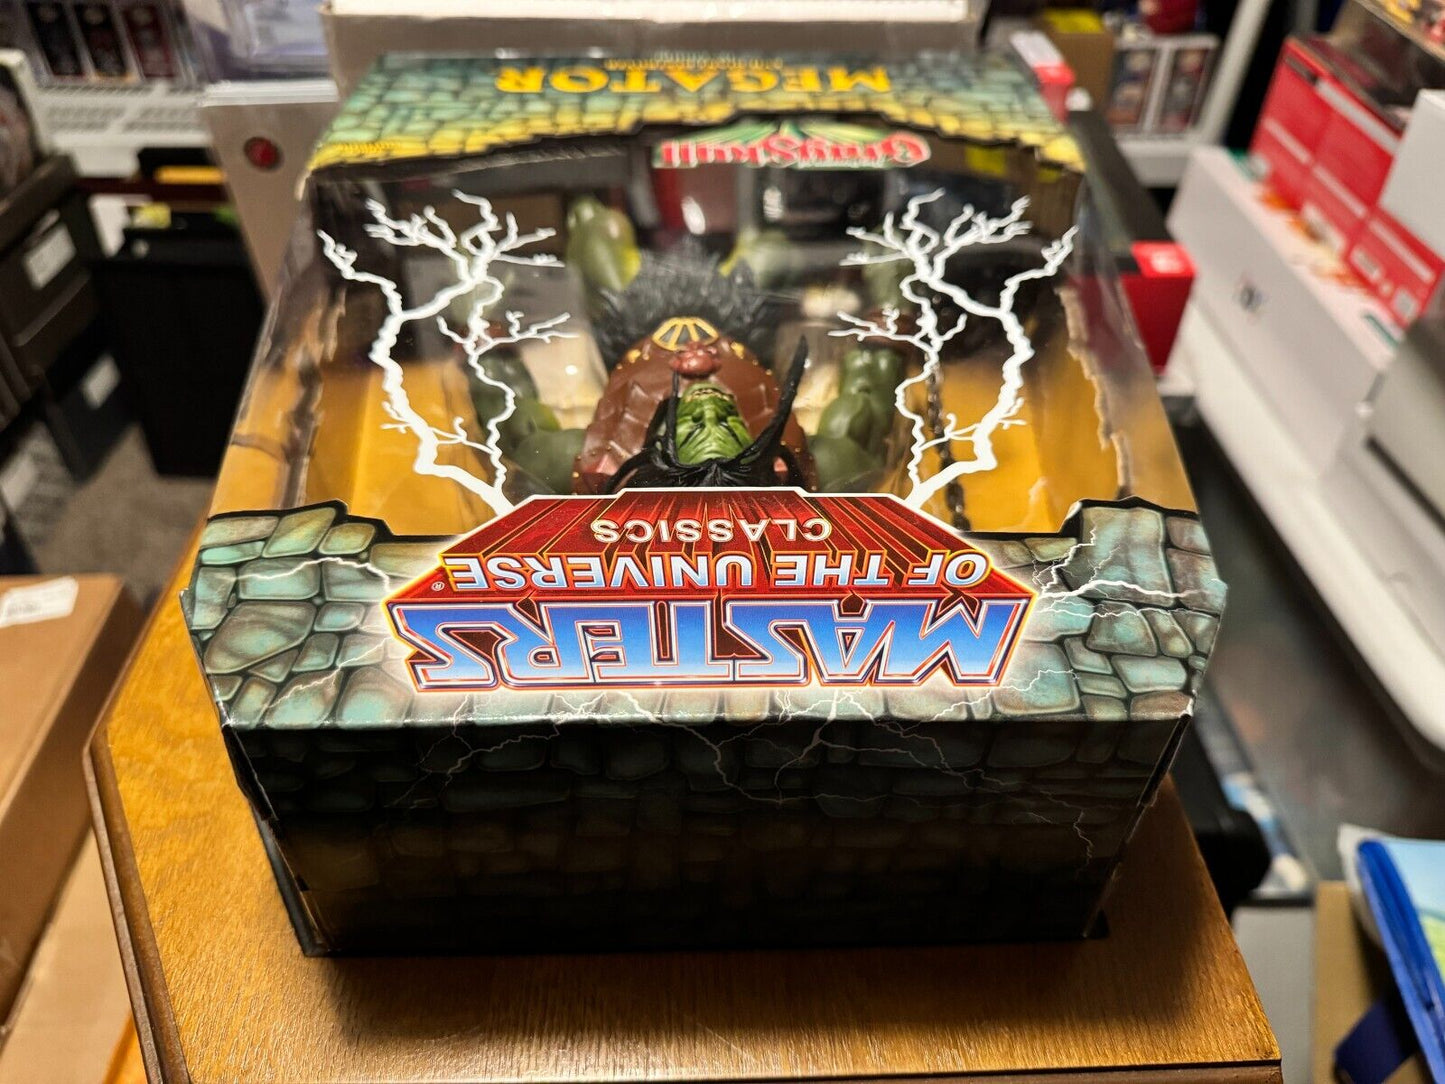 MASTERS
OF THE UNIVERSE®
CLASSICS
GraySkull
MEGATOR